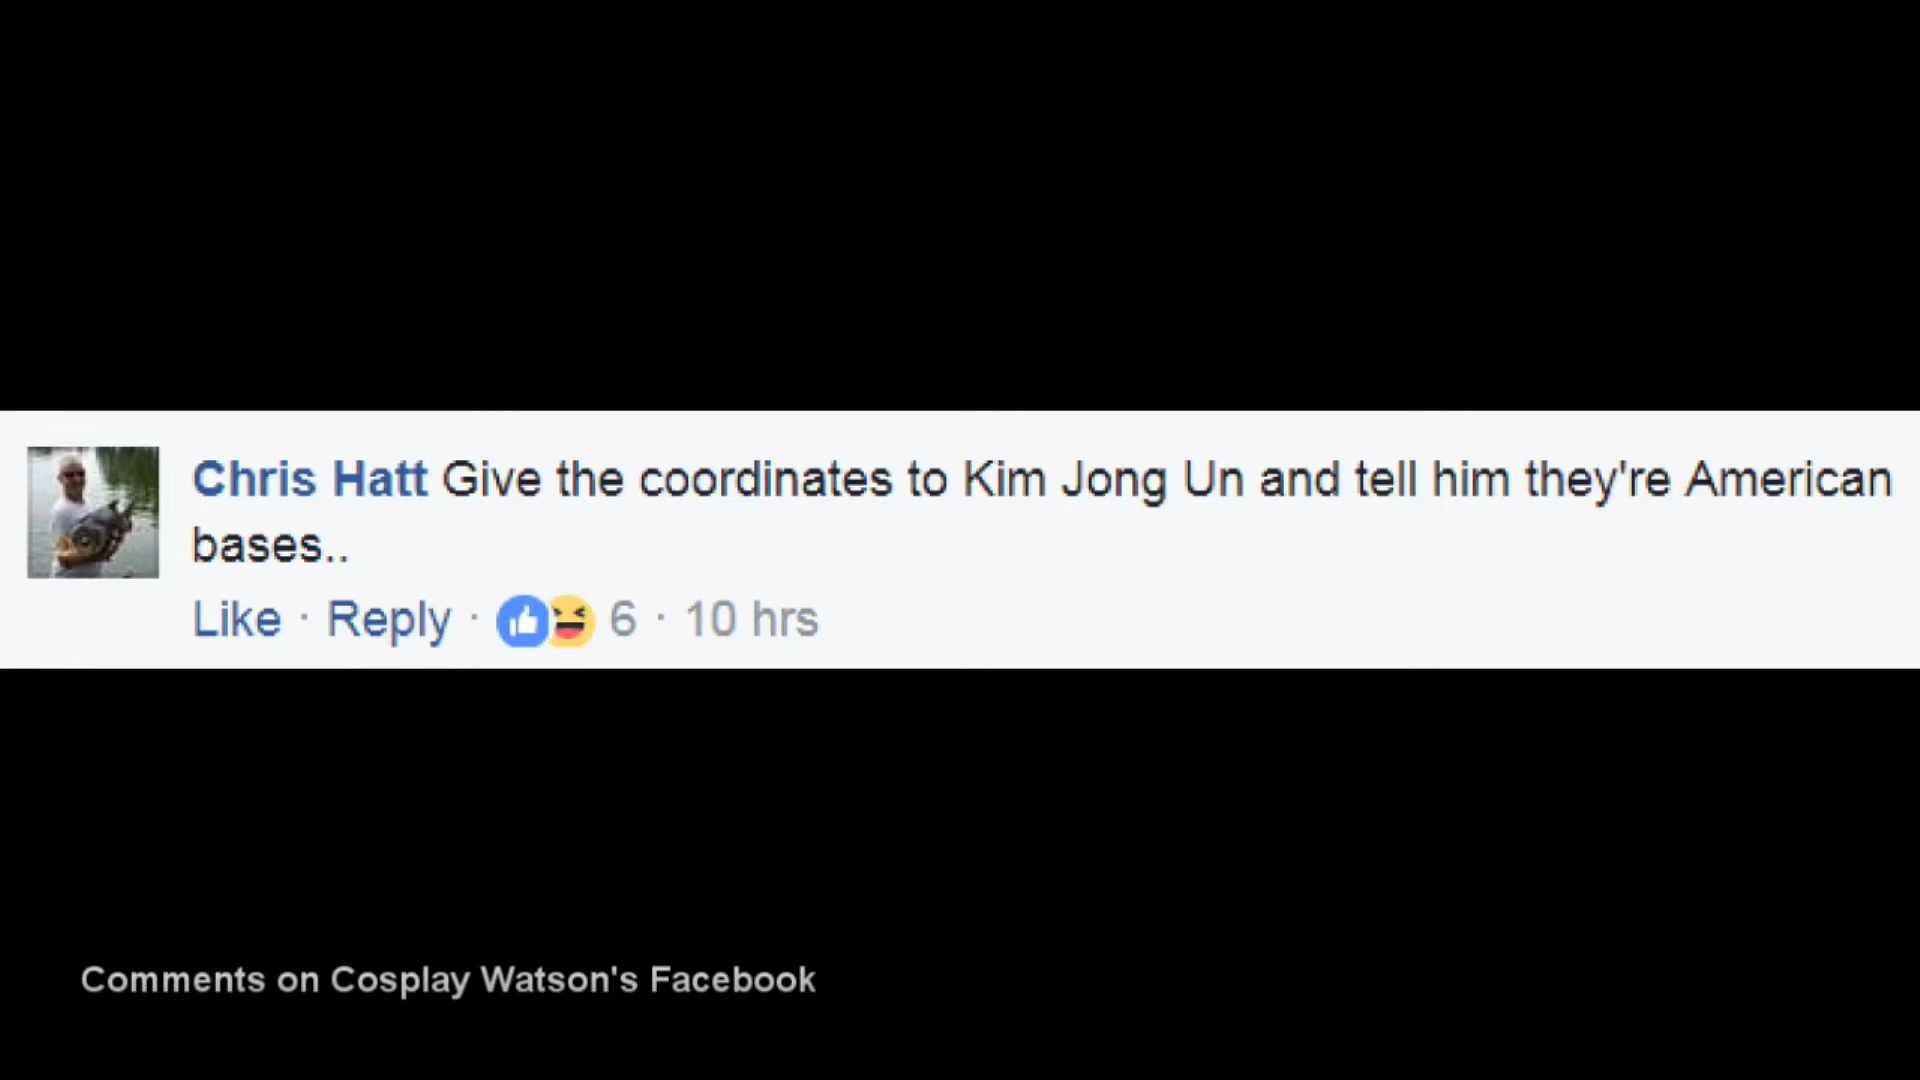 Chris Hatt Give the coordinates to Kim Jong Un and tell him they're American
bases..
Like · Reply · 6 · 10 hrs
Comments on Cosplay Watson's Facebook